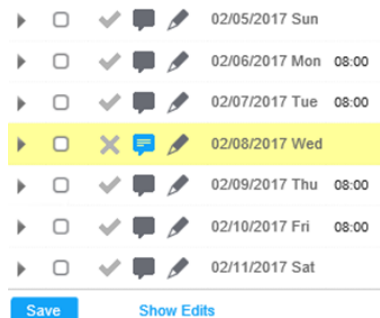 02/05/2017 Sun
02/06/2017 Mon 08:00
02/07/2017 Tue 08:00
02/08/2017 Wed
02/09/2017 Thu 08:00
02/10/2017 Fri 08:00
02/11/2017 Sat
Save Show Edits